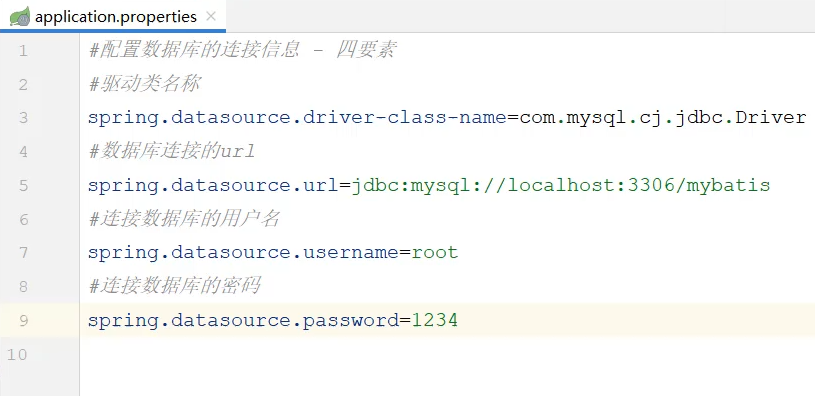 application.properties
1 #配置数据库的连接信息 - 四要素
2 #驱动类名称
3 spring.datasource.driver-class-name=com.mysql.cj.jdbc.Driver
4 #数据库连接的url
5 spring.datasource.url=jdbc:mysql://localhost:3306/mybatis
6 #连接数据库的用户名
7 spring.datasource.username=root
8 #连接数据库的密码
9 spring.datasource.password=1234
10